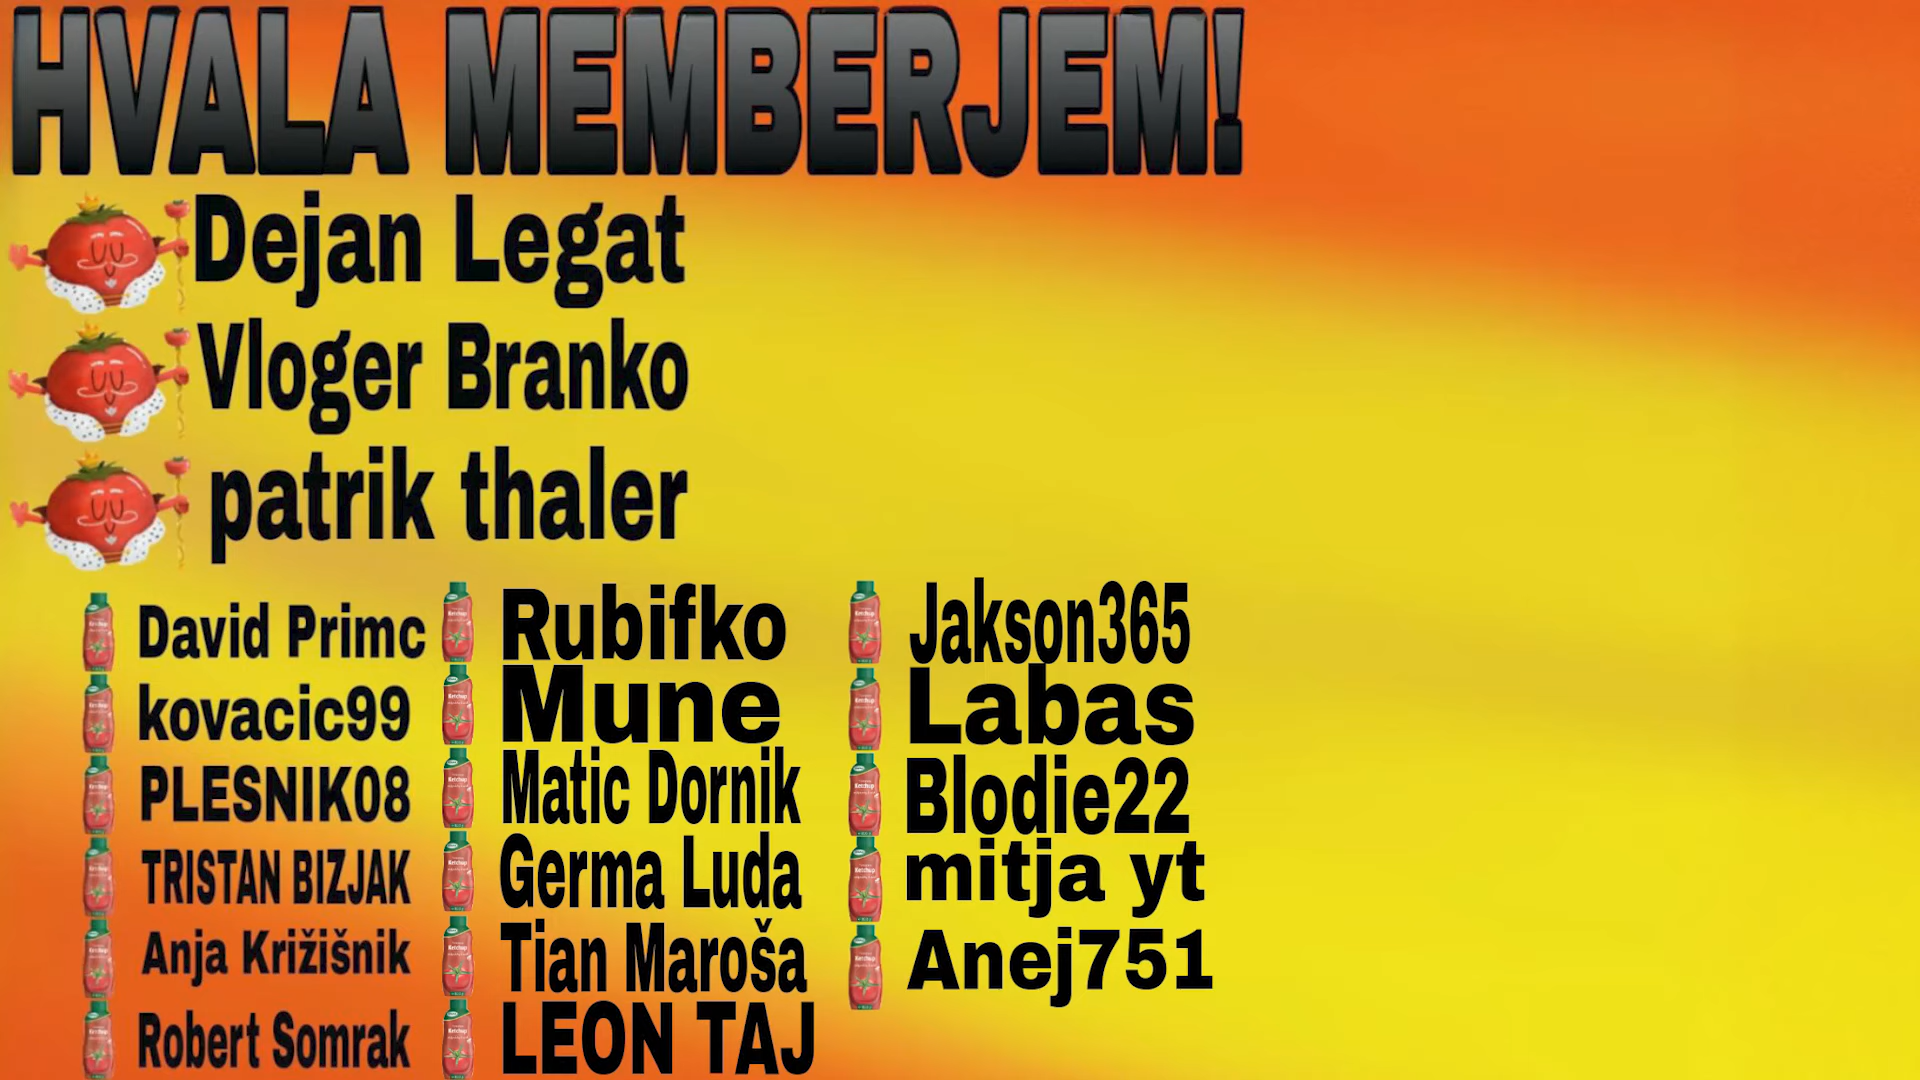 HVALA MEMBERJEM!
Dejan Legat
Vloger Branko
patrik thaler
David Primc
kovacic99
PLESNIK08
TRISTAN BIZJAK
Anja Križišnik
Robert Somrak
Rubifko
Mune
Matic Dornik
Germa Luda
Tian Maroša
LEON TAJ
Jakson365
Labas
Blodie22
mitja yt
Anej751